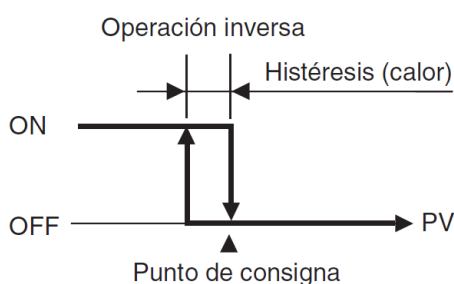 Operación inversa
Histéresis (calor)
ON
OFF
PV
Punto de consigna